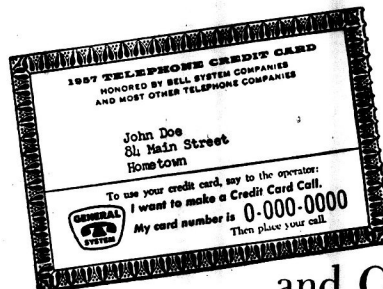 1957 TELEPHONE CREDIT CARD
HONORED BY BELL SYSTEM COMPANIES
AND MOST OTHER TELEPHONE COMPANIES
John Doe
84 Main Street
Hometown
To use your credit card, say to the operator:
I want to make a Credit Card Call.
My card number is 0-000-0000
Then place your call.
GENERAL
SYSTEM
and C